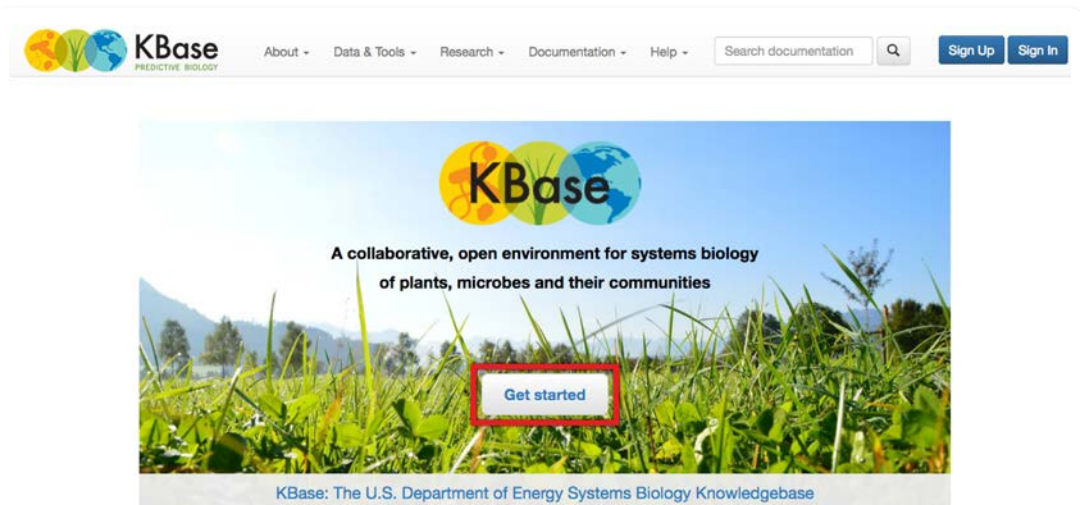 KBase
PREDICTIVE BIOLOGY
About
Data & Tools
Research
Documentation
Help
Search documentation
Sign Up
Sign In
KBase
A collaborative, open environment for systems biology
of plants, microbes and their communities
Get started
KBase: The U.S. Department of Energy Systems Biology Knowledgebase